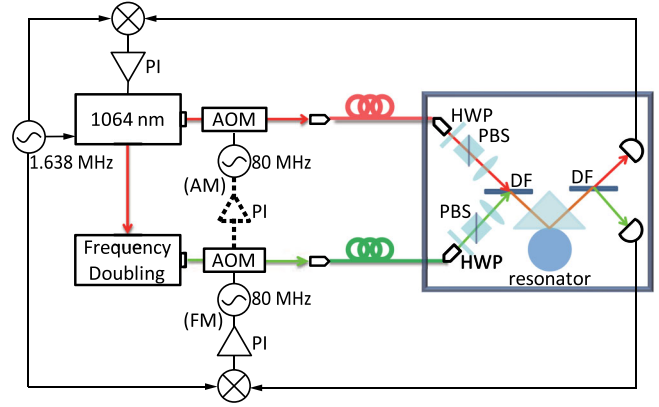 PI
1064 nm
AOM
HWP
PBS
1.638 MHz
80 MHz
(AM)
DF
DF
PI
PBS
Frequency
Doubling
AOM
HWP
resonator
80 MHz
(FM)
PI